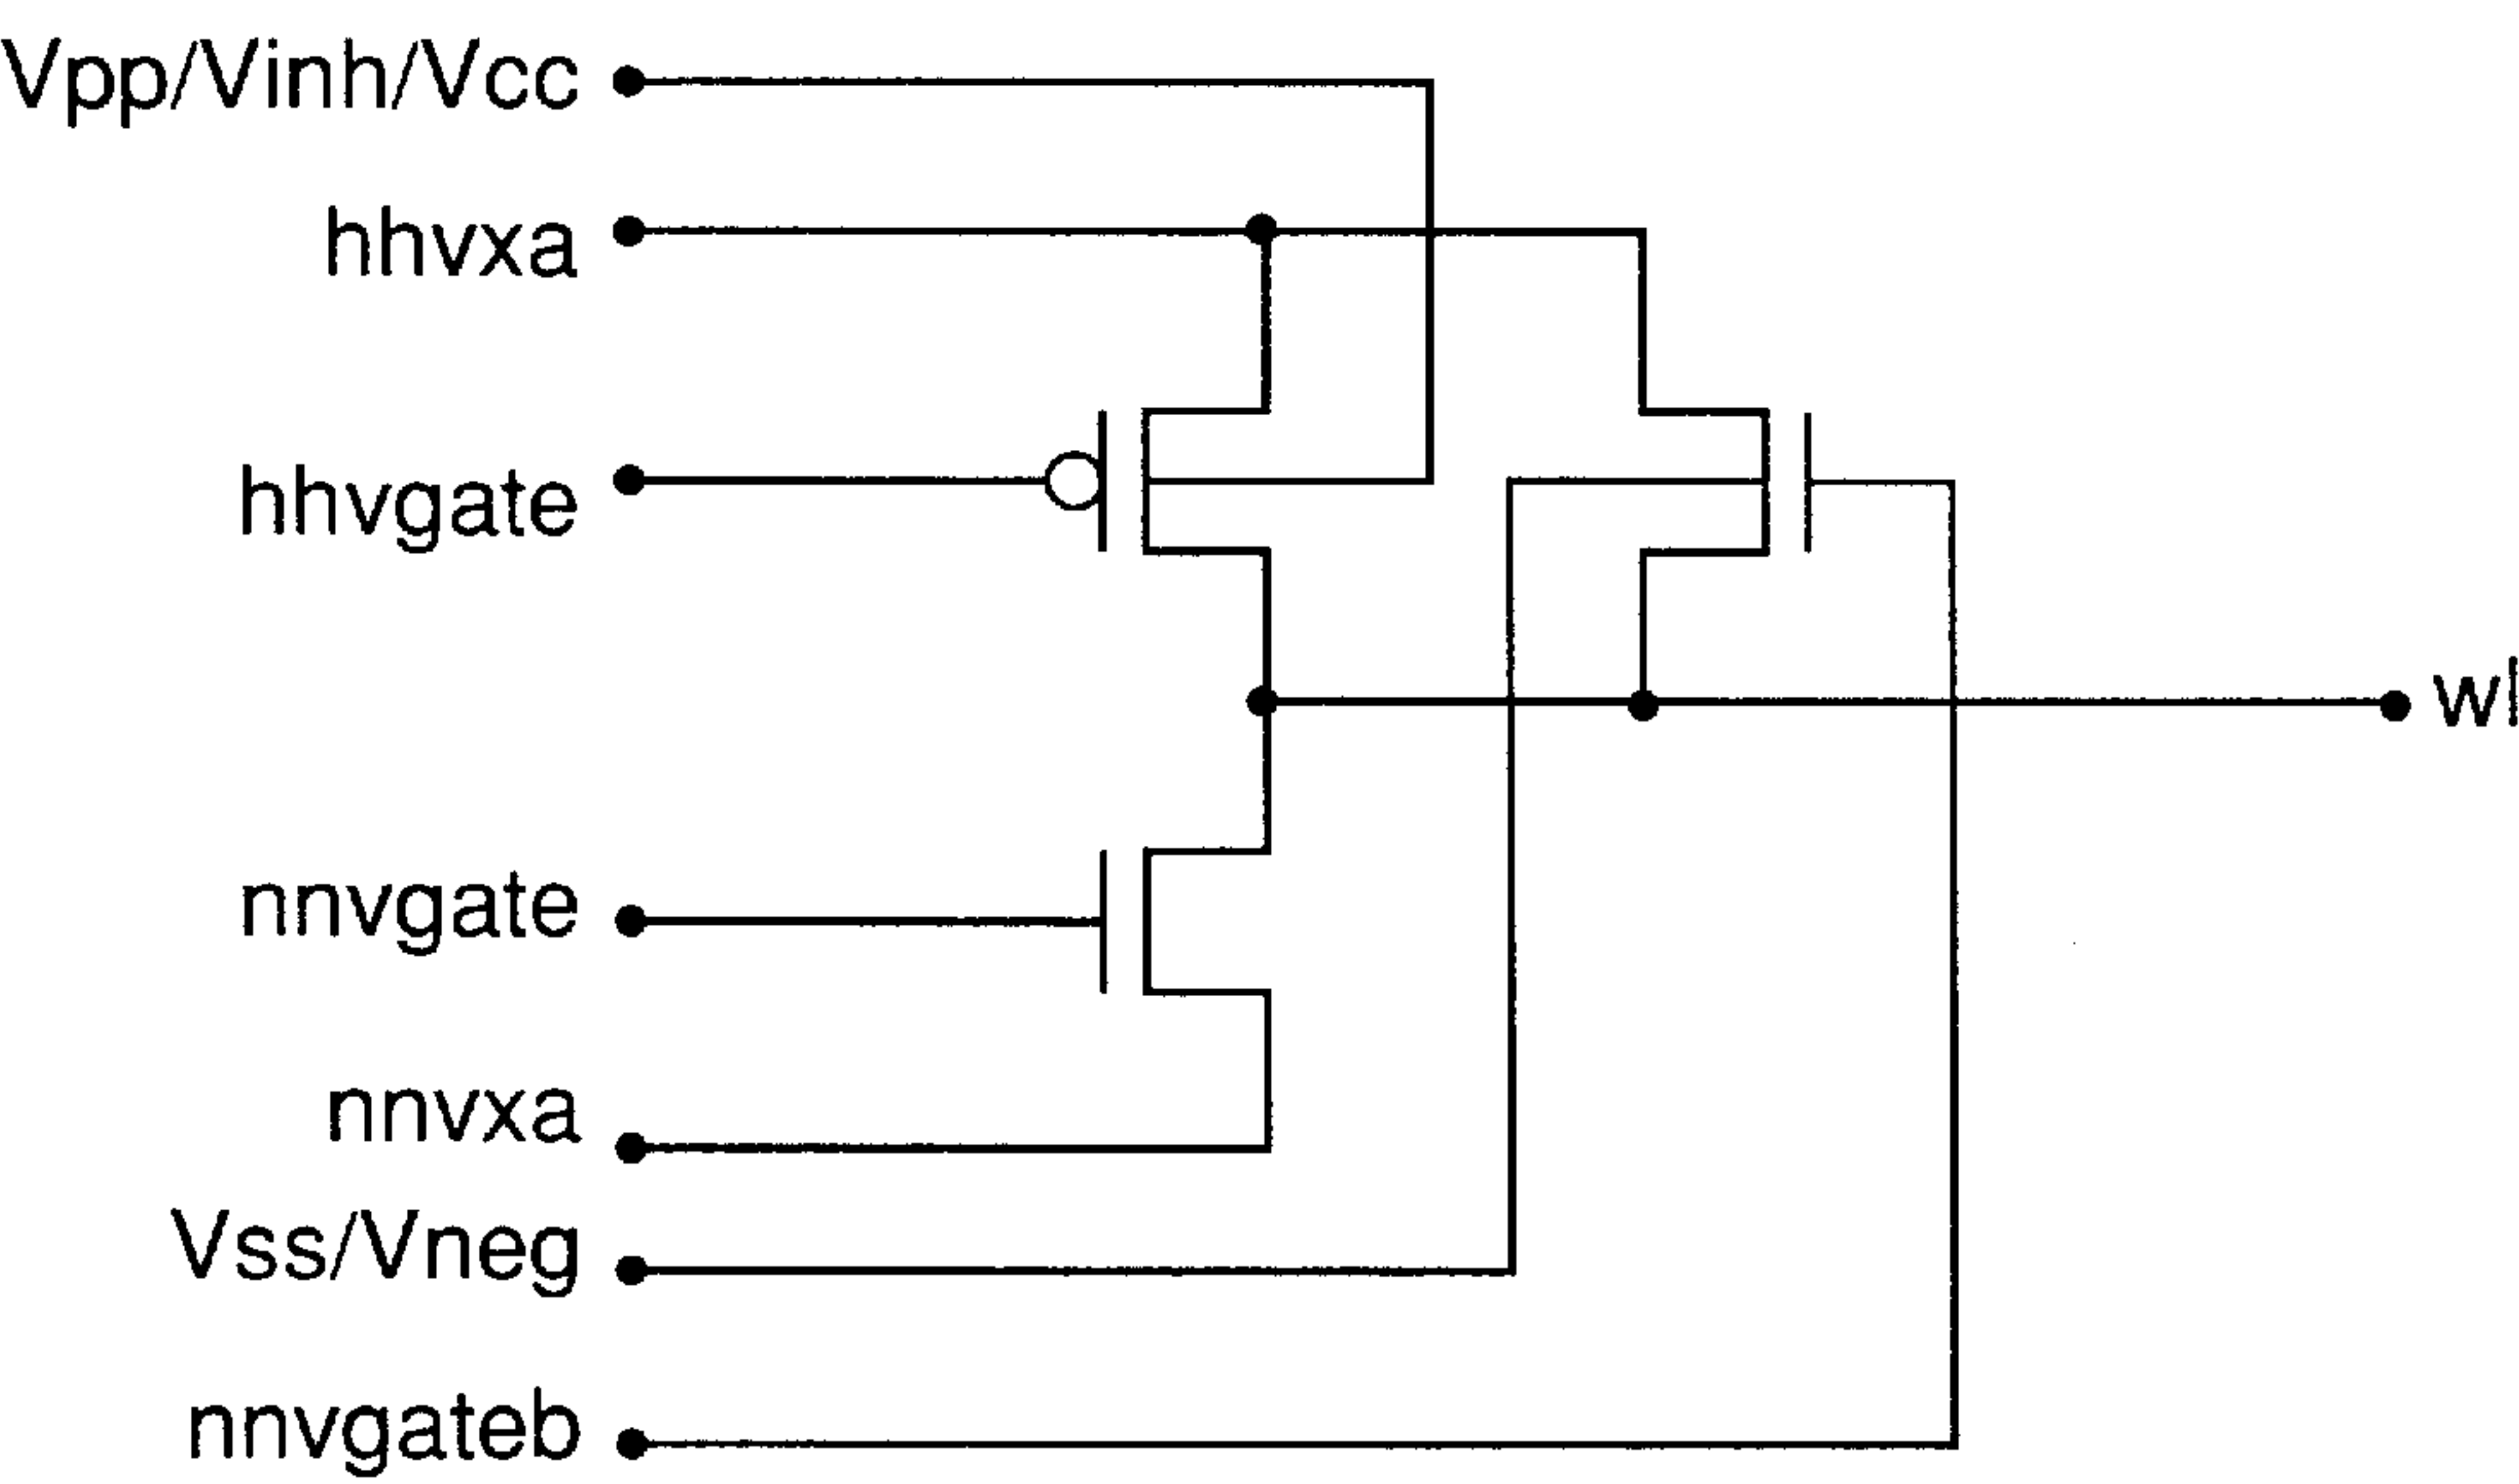 Vpp/Vinh/Vcc
hhvxa
hhvgate
wl
nnvgate
nnvxa
Vss/Vneg
nnvgateb